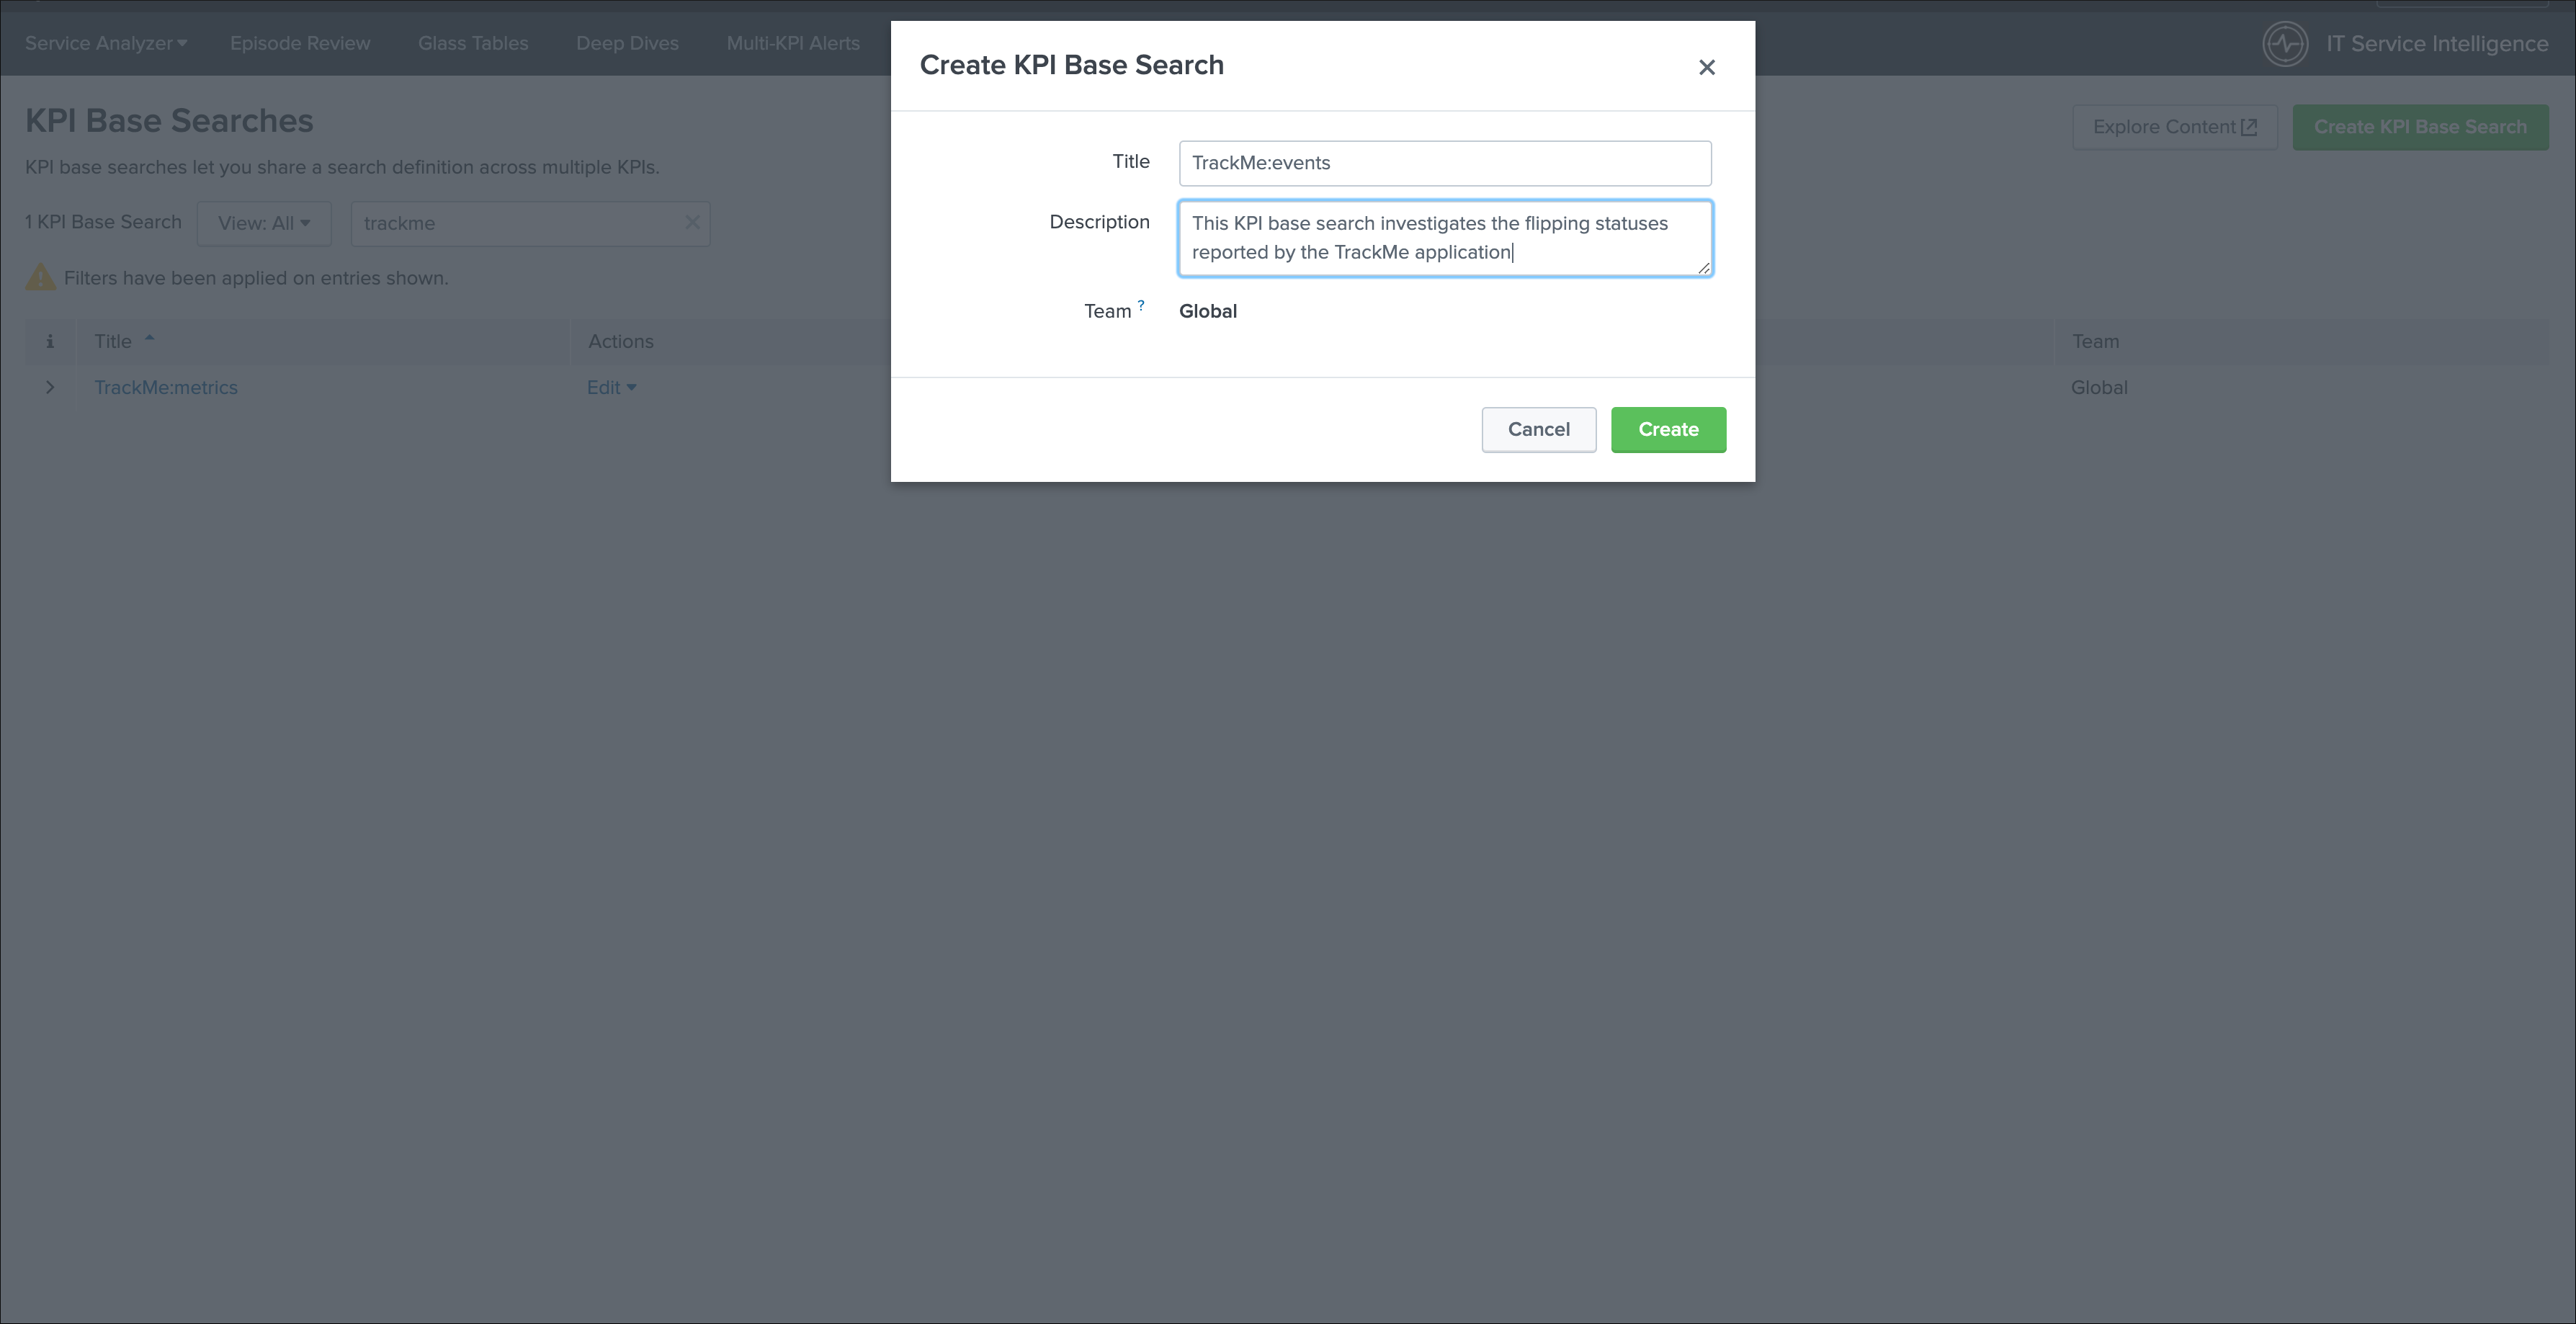 Service Analyzer Episode Review Glass Tables Deep Dives Multi-KPI Alerts
IT Service Intelligence
KPI Base Searches
Explore Content
Create KPI Base Search
KPI base searches let you share a search definition across multiple KPIs.
1 KPI Base Search View: All trackme
Filters have been applied on entries shown.
i Title Actions Team
TrackMe:metrics Edit Global
Create KPI Base Search
Title TrackMe:events
Description This KPI base search investigates the flipping statuses
reported by the TrackMe application
Team ? Global
Cancel Create